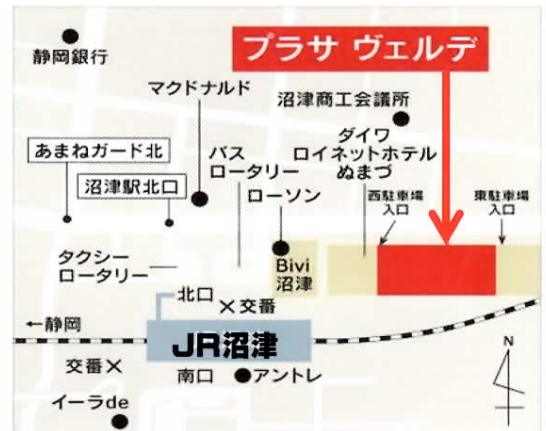 プラサ ヴェルデ
静岡銀行
マクドナルド
沼津商工会議所
ダイワ
ロイネットホテル
ぬまづ
あまねガード北
バス
ロータリー
沼津駅北口
ローソン
西駐車場
入口
東駐車場
入口
タクシー
ロータリー
Bivi
沼津
北口
×交番
←静岡
JR沼津
N
交番×
南口
アントレ
イーラde